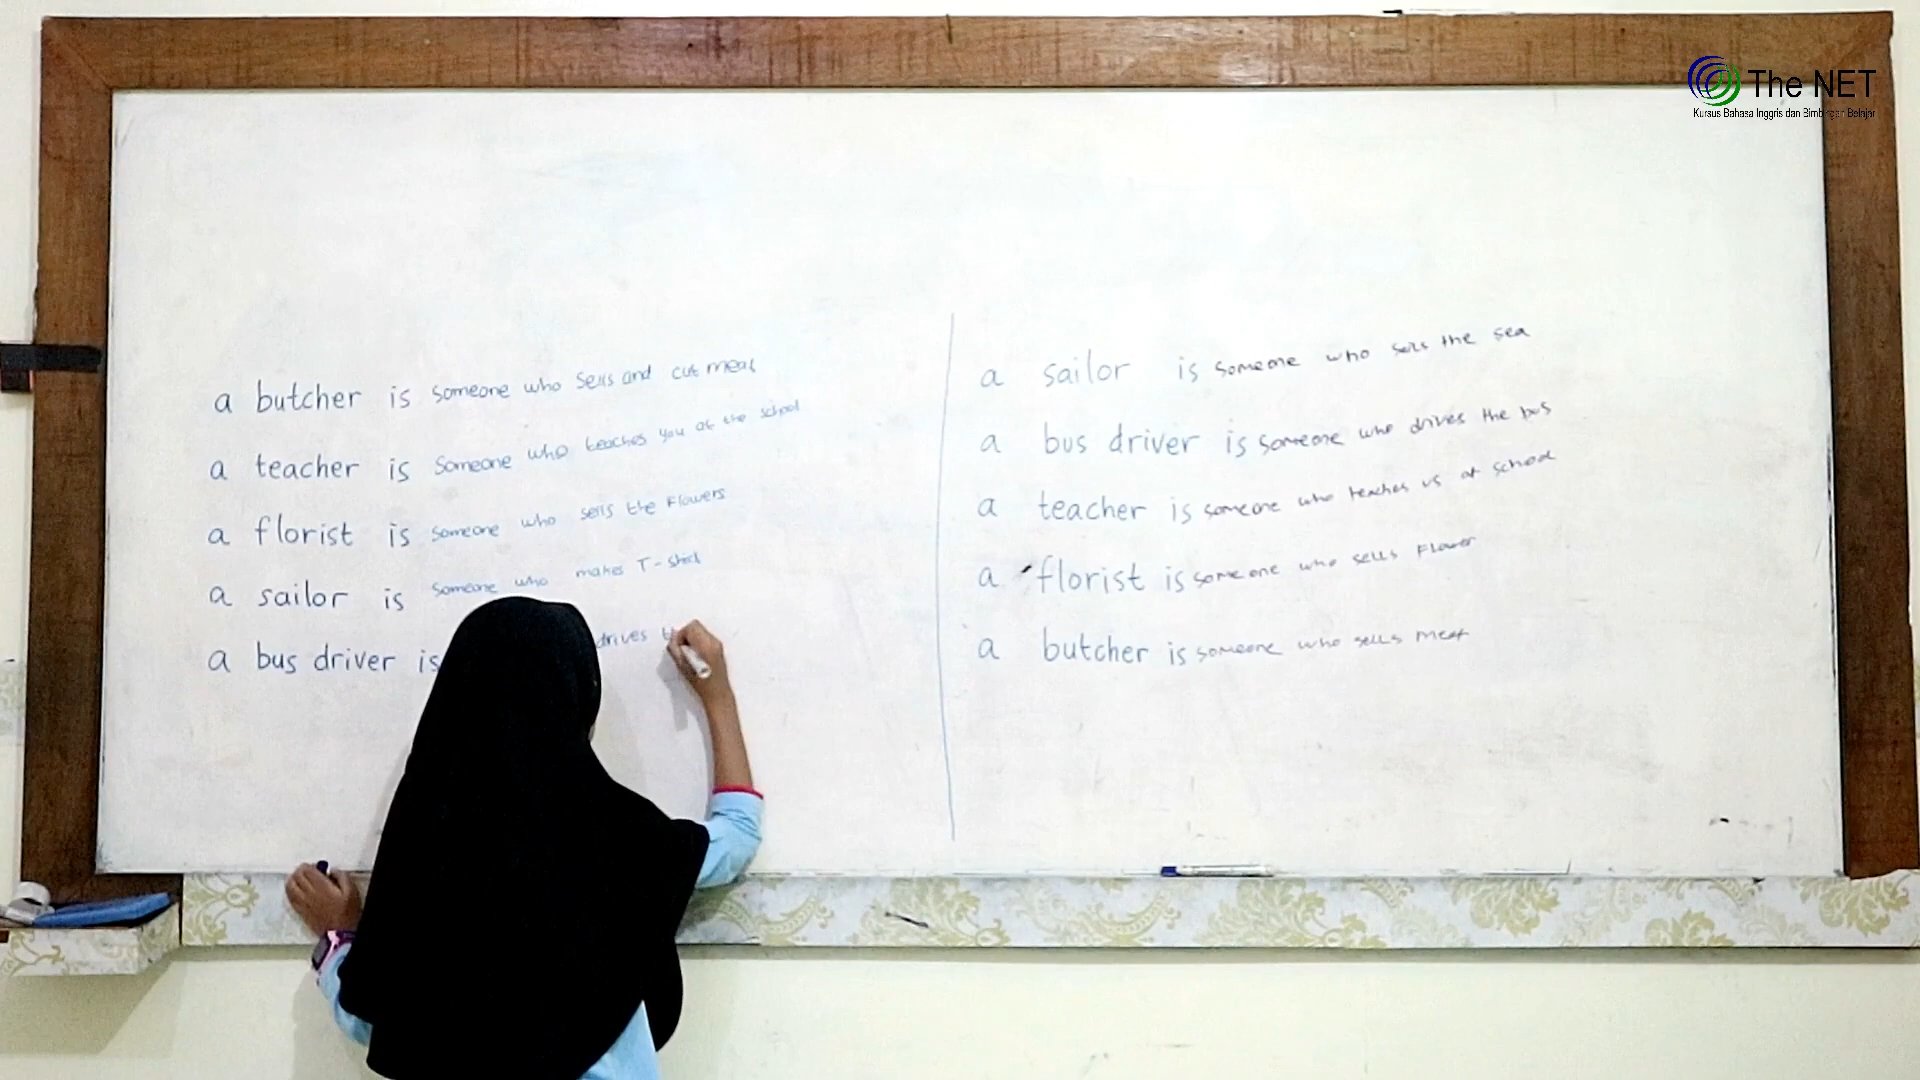 The NET
Kursus Bahasa Inggris dan Bimbingan Belajar
a butcher is someone who sells and cut meat
a teacher is someone who teaches you at the school
a florist is someone who sells the Flowers
a sailor is someone who makes T-
a bus driver is drives
a sailor is someone who the sea
a bus driver is someone who drives the bus
a teacher is someone who teaches us at school
a florist is someone who sells Flower
a butcher is someone who sells meat